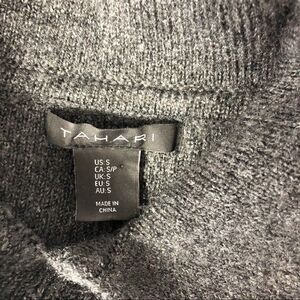 TAHARI
US:S
CA: S/P
UK:S
EU:S
AU:S
MADE IN
CHINA